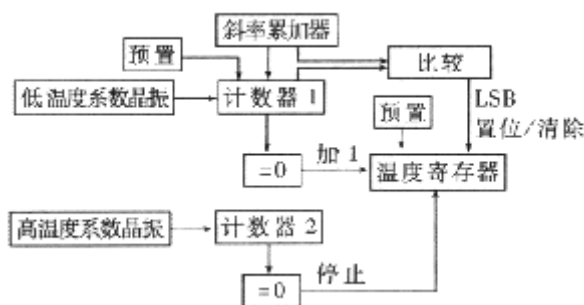 斜率累加器
预置
比较
低温度系数晶振
计数器 1
LSB
置位/清除
预置
=0
加 1
温度寄存器
高温度系数晶振
计数器 2
=0
停止